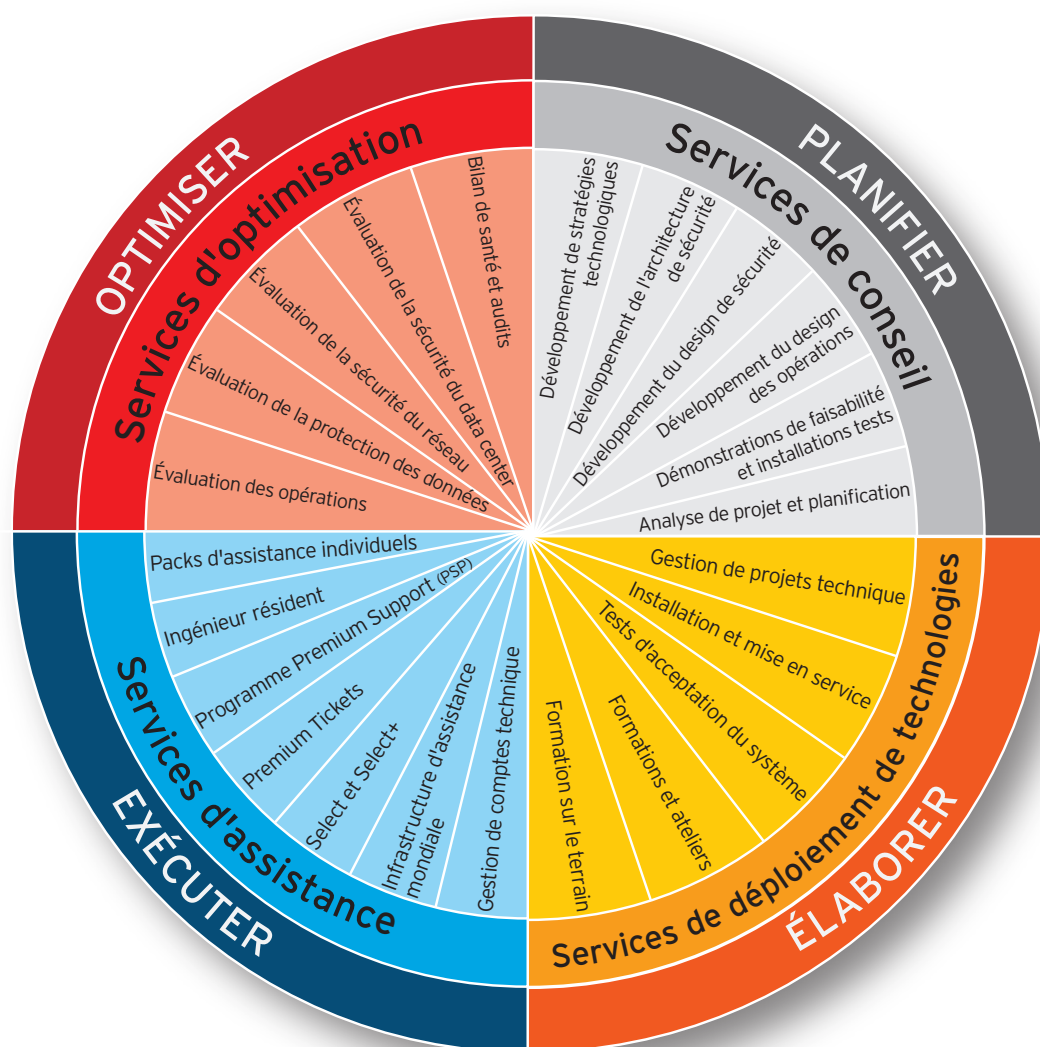 PLANIFIER
Services de conseil
Développement de stratégies
technologiques
Développement de l'architecture
de sécurité
Développement du design de sécurité
Développement du design
des opérations
Démonstrations de faisabilité
et installations tests
Analyse de projet et planification
ÉLABORER
Services de déploiement de technologies
Gestion de projets technique
Installation et mise en service
Tests d'acceptation du système
Formations et ateliers
Formation sur le terrain
EXÉCUTER
Services d'assistance
Gestion de comptes technique
Infrastructure d'assistance
mondiale
Select et Select+
Premium Tickets
Programme Premium Support (PSP)
Ingénieur résident
Packs d'assistance individuels
OPTIMISER
Services d'optimisation
Évaluation des opérations
Évaluation de la protection des données
Évaluation de la sécurité du réseau
Évaluation de la sécurité du data center
Bilan de santé et audits